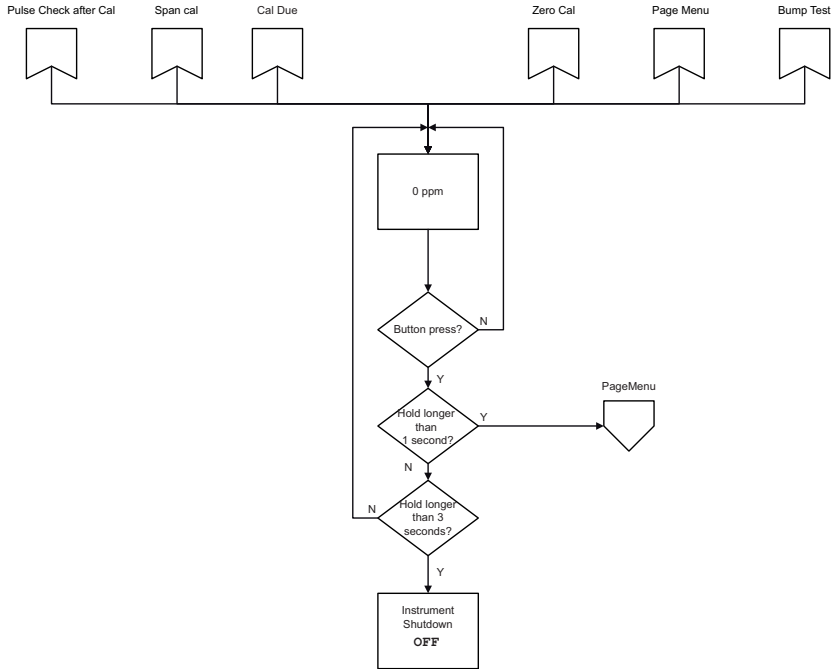 Pulse Check after Cal
Span cal
Cal Due
Zero Cal
Page Menu
Bump Test
0 ppm
Button press?
N
Y
PageMenu
Hold longer
than
1 second?
Y
N
Hold longer
than 3
seconds?
N
Y
Instrument
Shutdown
OFF